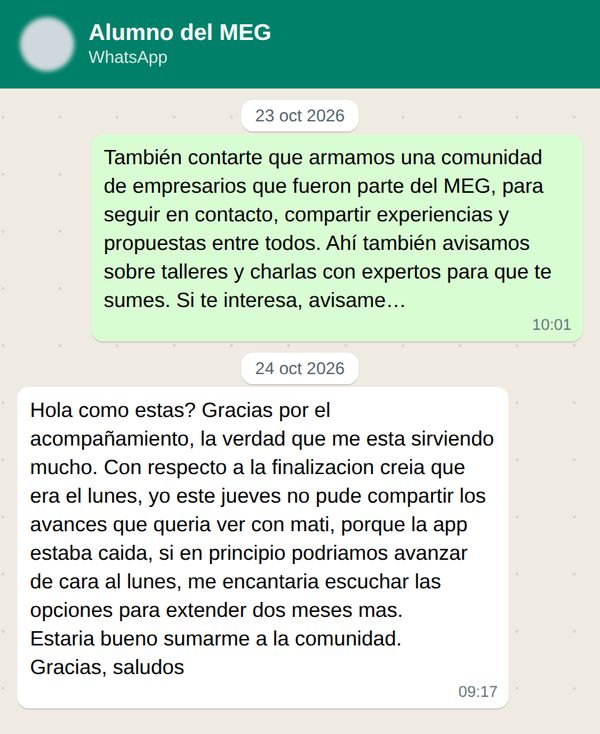 Alumno del MEG
WhatsApp
23 oct 2026
También contarte que armamos una comunidad
de empresarios que fueron parte del MEG, para
seguir en contacto, compartir experiencias y
propuestas entre todos. Ahí también avisamos
sobre talleres y charlas con expertos para que te
sumes. Si te interesa, avisame…
10:01
24 oct 2026
Hola como estas? Gracias por el
acompañamiento, la verdad que me esta sirviendo
mucho. Con respecto a la finalizacion creia que
era el lunes, yo este jueves no pude compartir los
avances que queria ver con mati, porque la app
estaba caida, si en principio podriamos avanzar
de cara al lunes, me encantaria escuchar las
opciones para extender dos meses mas.
Estaria bueno sumarme a la comunidad.
Gracias, saludos
09:17